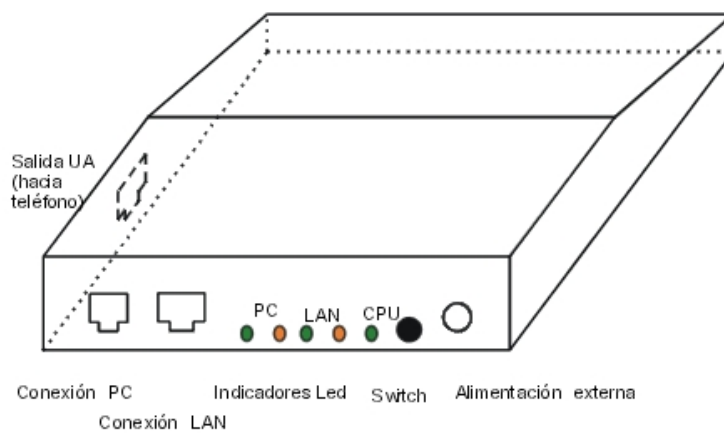 Salida UA
(hacia
teléfono)
PC LAN CPU
Conexión PC Indicadores Led Switch Alimentación externa
Conexión LAN